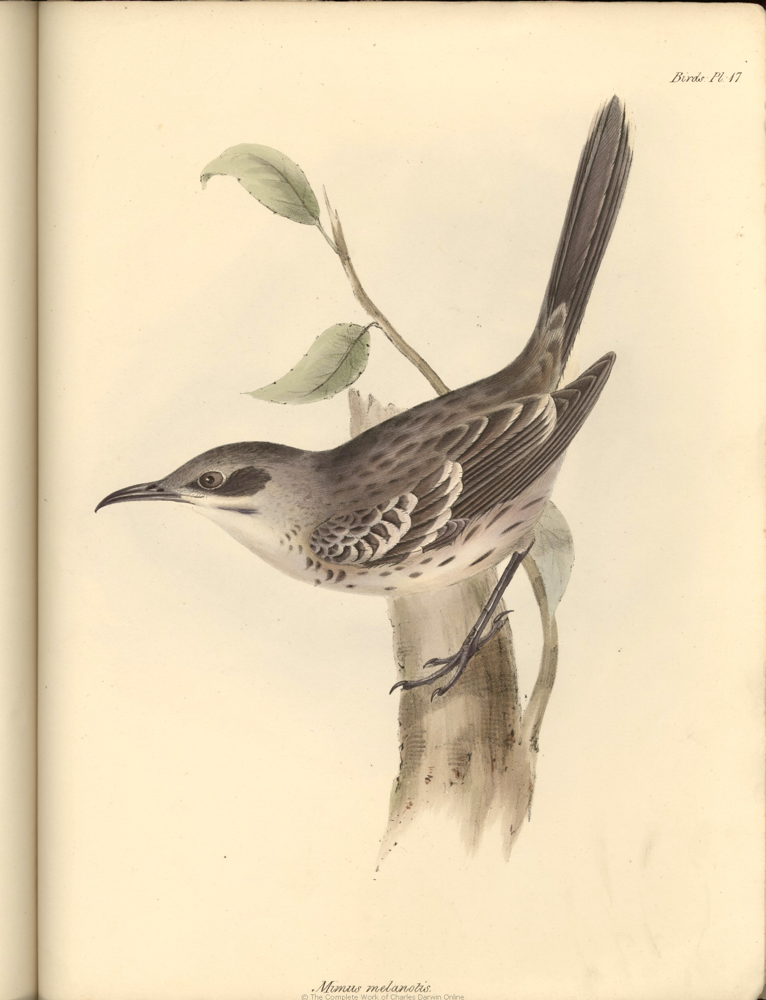 Birds: Pl: 17.
Mimus melanotis.
© The Complete Work of Charles Darwin Online